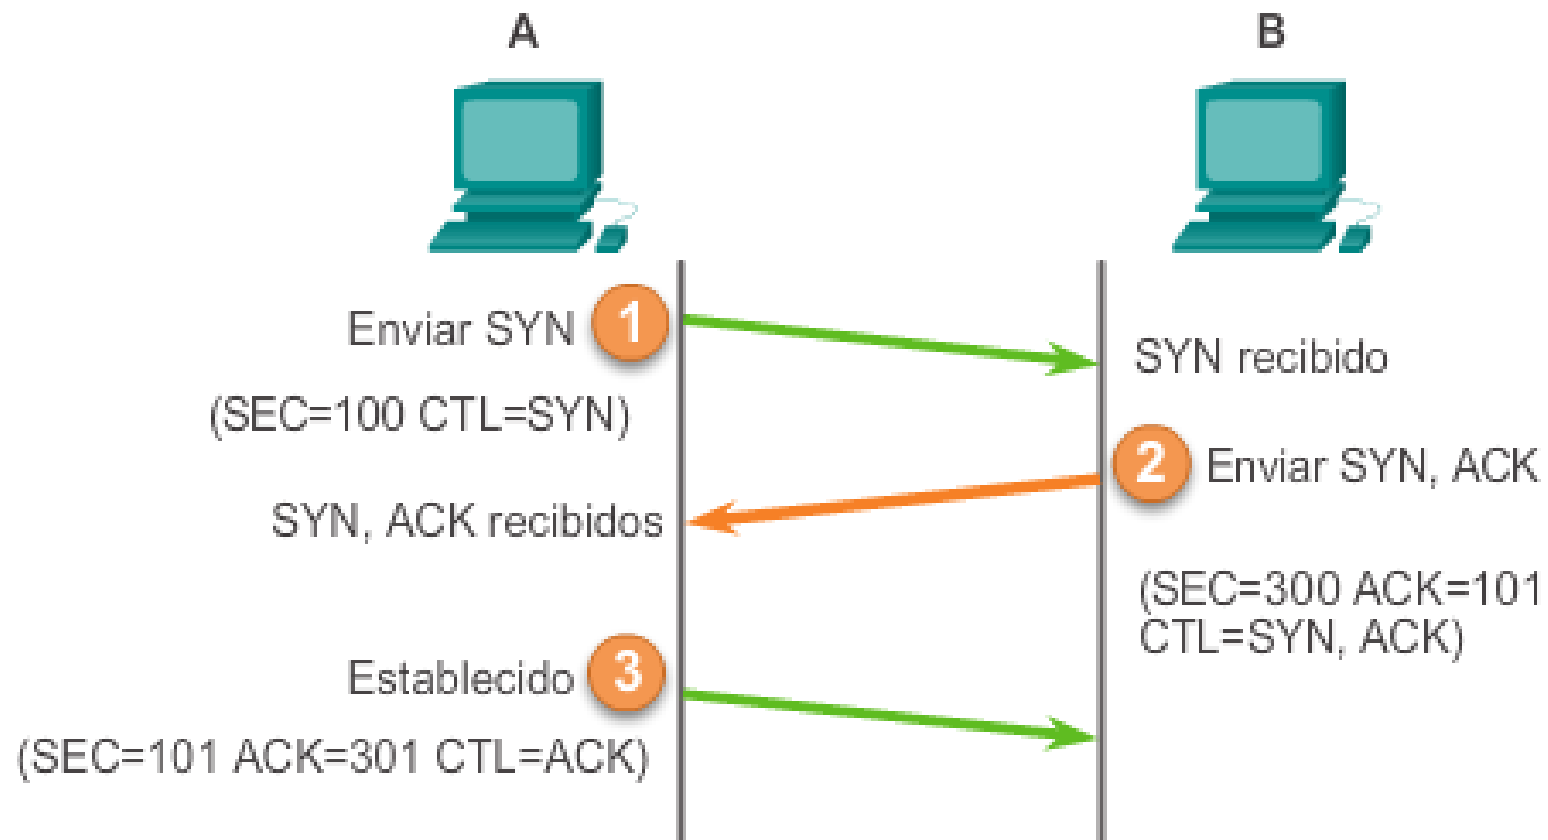 A
B
Enviar SYN 1
SYN recibido
(SEC=100 CTL=SYN)
2 Enviar SYN, ACK
SYN, ACK recibidos
(SEC=300 ACK=101
CTL=SYN, ACK)
Establecido 3
(SEC=101 ACK=301 CTL=ACK)